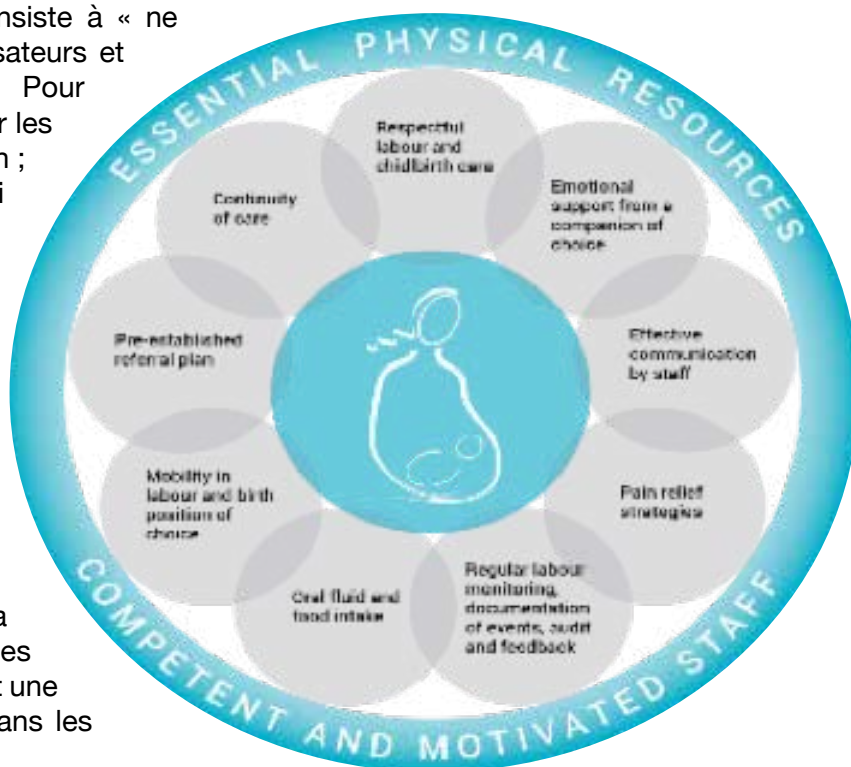 nsiste à « ne
sateurs et
Pour
r les
n ;
i
ESSENTIAL PHYSICAL RESOURCES
Respectful
labour and
chidlbirth care
Emotional
support from a
companion of
choice
Effective
communication
by staff
Pain relief
strategies
Regular labour
monitoring,
documentation
of events, audit
and feedback
Oral fluid and
food intake
Mobility in
labour and birth
position of
choice
Pre-established
referral plan
Continuity
of care
COMPETENT AND MOTIVATED STAFF
a
es
t une
ans les